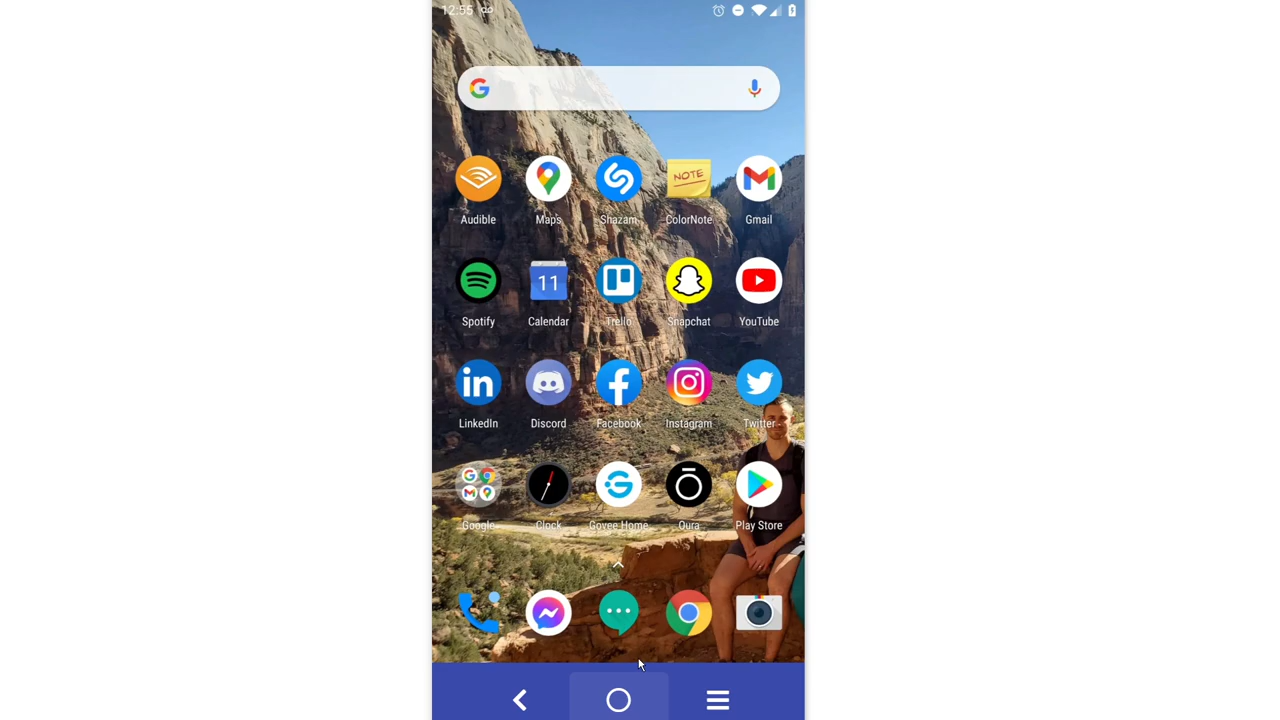 12:55
Audible
Maps
Shazam
NOTE
ColorNote
Gmail
Spotify
11
Calendar
Trello
Snapchat
YouTube
in
LinkedIn
Discord
Facebook
Instagram
Twitter
Google
Clock
Govee Home
Oura
Play Store